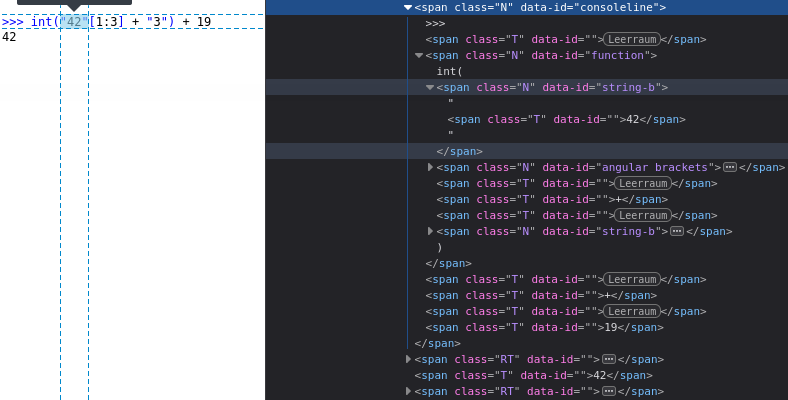 >>> int("42"[1:3] + "3") + 19
42
<span class="N" data-id="consoleline">
>>>
<span class="T" data-id="">Leerraum</span>
<span class="N" data-id="function">
int(
<span class="N" data-id="string-b">
"
<span class="T" data-id="">42</span>
"
</span>
<span class="N" data-id="angular brackets">⋯</span>
<span class="T" data-id="">Leerraum</span>
<span class="T" data-id="">+</span>
<span class="T" data-id="">Leerraum</span>
<span class="N" data-id="string-b">⋯</span>
)
</span>
<span class="T" data-id="">Leerraum</span>
<span class="T" data-id="">+</span>
<span class="T" data-id="">Leerraum</span>
<span class="T" data-id="">19</span>
</span>
<span class="RT" data-id="">⋯</span>
<span class="T" data-id="">42</span>
<span class="RT" data-id="">⋯</span>